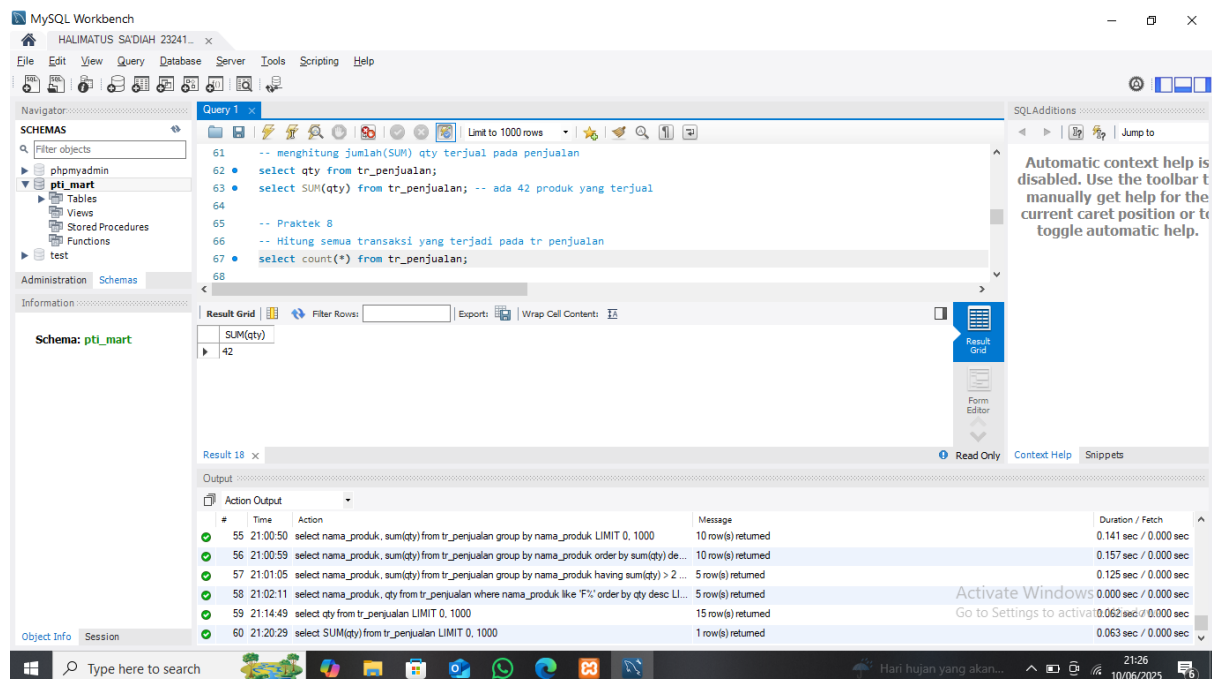 MySQL Workbench
HALIMATUS SA'DIAH 23241... ×
File Edit View Query Database Server Tools Scripting Help
Navigator
SCHEMAS
Filter objects
phpmyadmin
pti_mart
Tables
Views
Stored Procedures
Functions
test
Administration Schemas
Information
Schema: pti_mart
Object Info Session
Query 1 ×
Limit to 1000 rows
61 -- menghitung jumlah(SUM) qty terjual pada penjualan
62 select qty from tr_penjualan;
63 select SUM(qty) from tr_penjualan; -- ada 42 produk yang terjual
64
65 -- Praktek 8
66 -- Hitung semua transaksi yang terjadi pada tr penjualan
67 select count(*) from tr_penjualan;
68
Result Grid Filter Rows: Export: Wrap Cell Content:
SUM(qty)
42
Result Grid
Form Editor
Result 18 × Read Only
SQLAdditions
Jump to
Automatic context help is
disabled. Use the toolbar t
manually get help for the
current caret position or to
toggle automatic help.
Context Help Snippets
Output
Action Output
# Time Action Message Duration / Fetch
55 21:00:50 select nama_produk, sum(qty) from tr_penjualan group by nama_produk LIMIT 0, 1000 10 row(s) returned 0.141 sec / 0.000 sec
56 21:00:59 select nama_produk, sum(qty) from tr_penjualan group by nama_produk order by sum(qty) de... 10 row(s) returned 0.157 sec / 0.000 sec
57 21:01:05 select nama_produk, sum(qty) from tr_penjualan group by nama_produk having sum(qty) > 2 ... 5 row(s) returned 0.125 sec / 0.000 sec
58 21:02:11 select nama_produk, qty from tr_penjualan where nama_produk like 'F%' order by qty desc LI... 5 row(s) returned 0.000 sec / 0.000 sec
59 21:14:49 select qty from tr_penjualan LIMIT 0, 1000 15 row(s) returned 0.062 sec / 0.000 sec
60 21:20:29 select SUM(qty) from tr_penjualan LIMIT 0, 1000 1 row(s) returned 0.063 sec / 0.000 sec
Activate Windows
Go to Settings to activate Windows.
Type here to search
Hari hujan yang akan...
21:26
10/06/2025
6